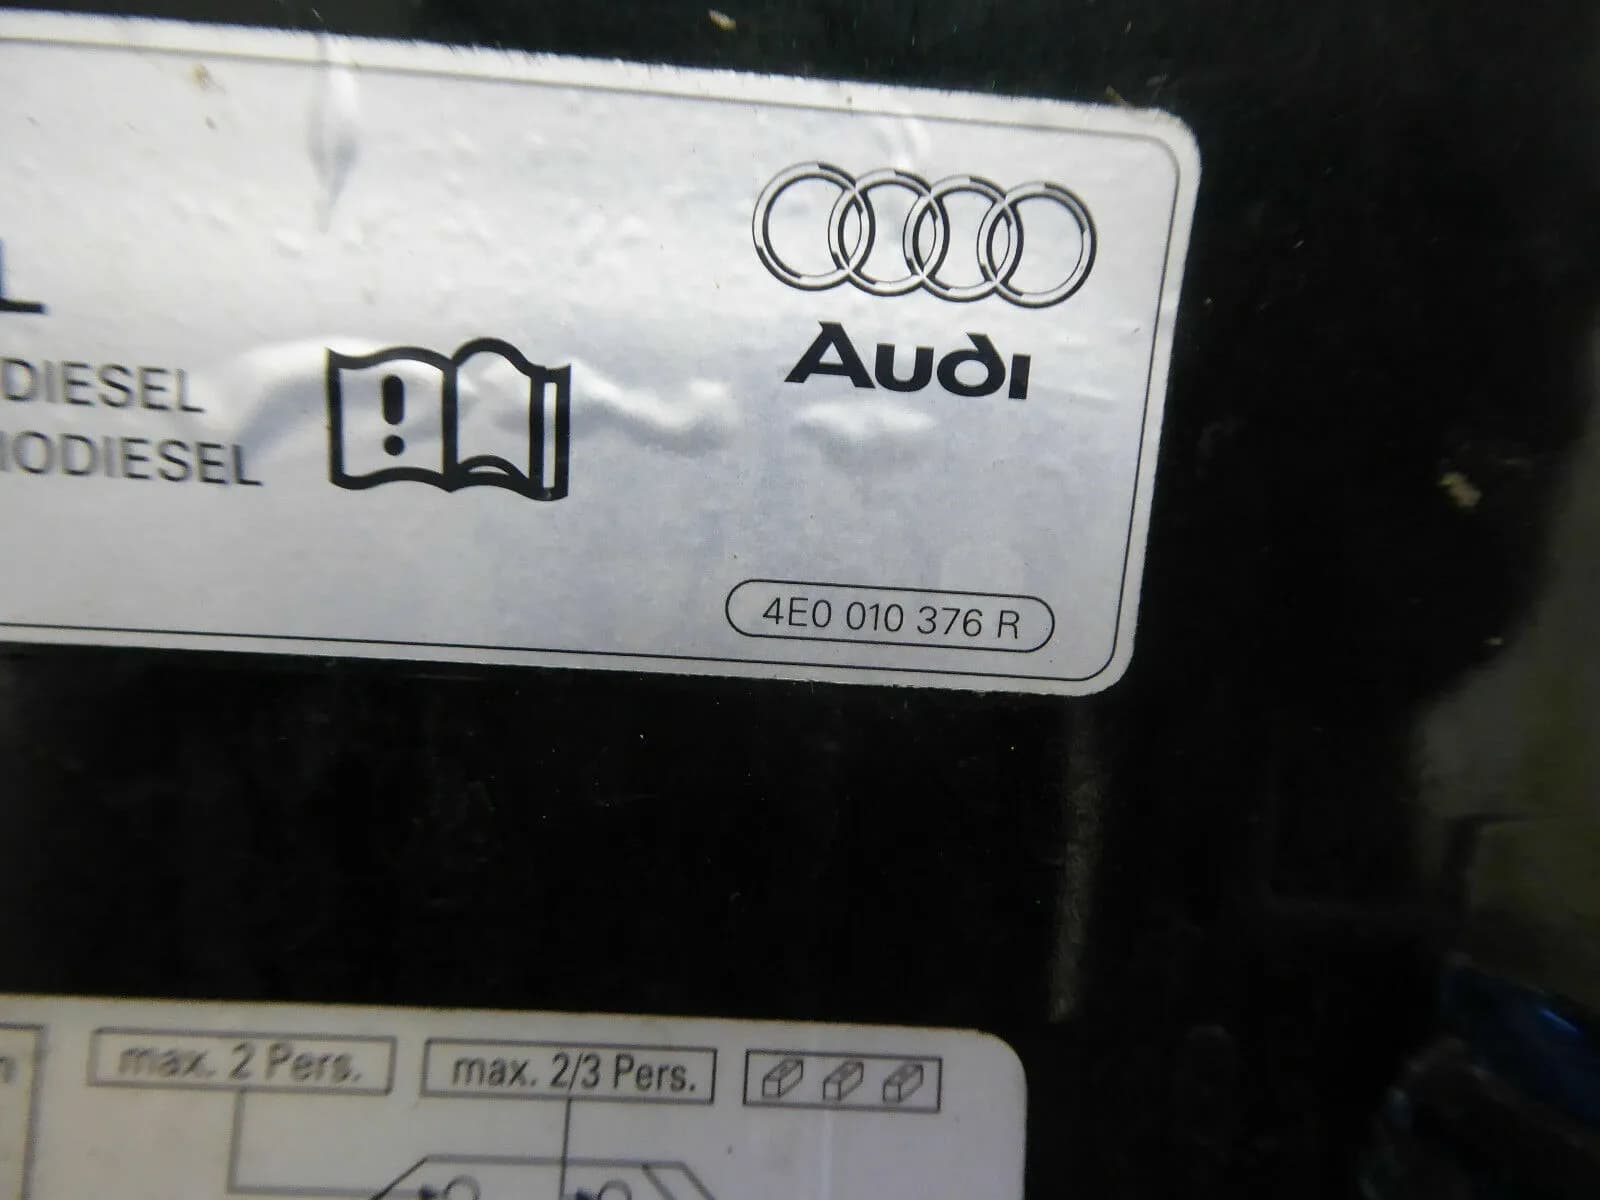 L
Audi
DIESEL
IODIESEL
4E0 010 376 R
max. 2 Pers.
max. 2/3 Pers.